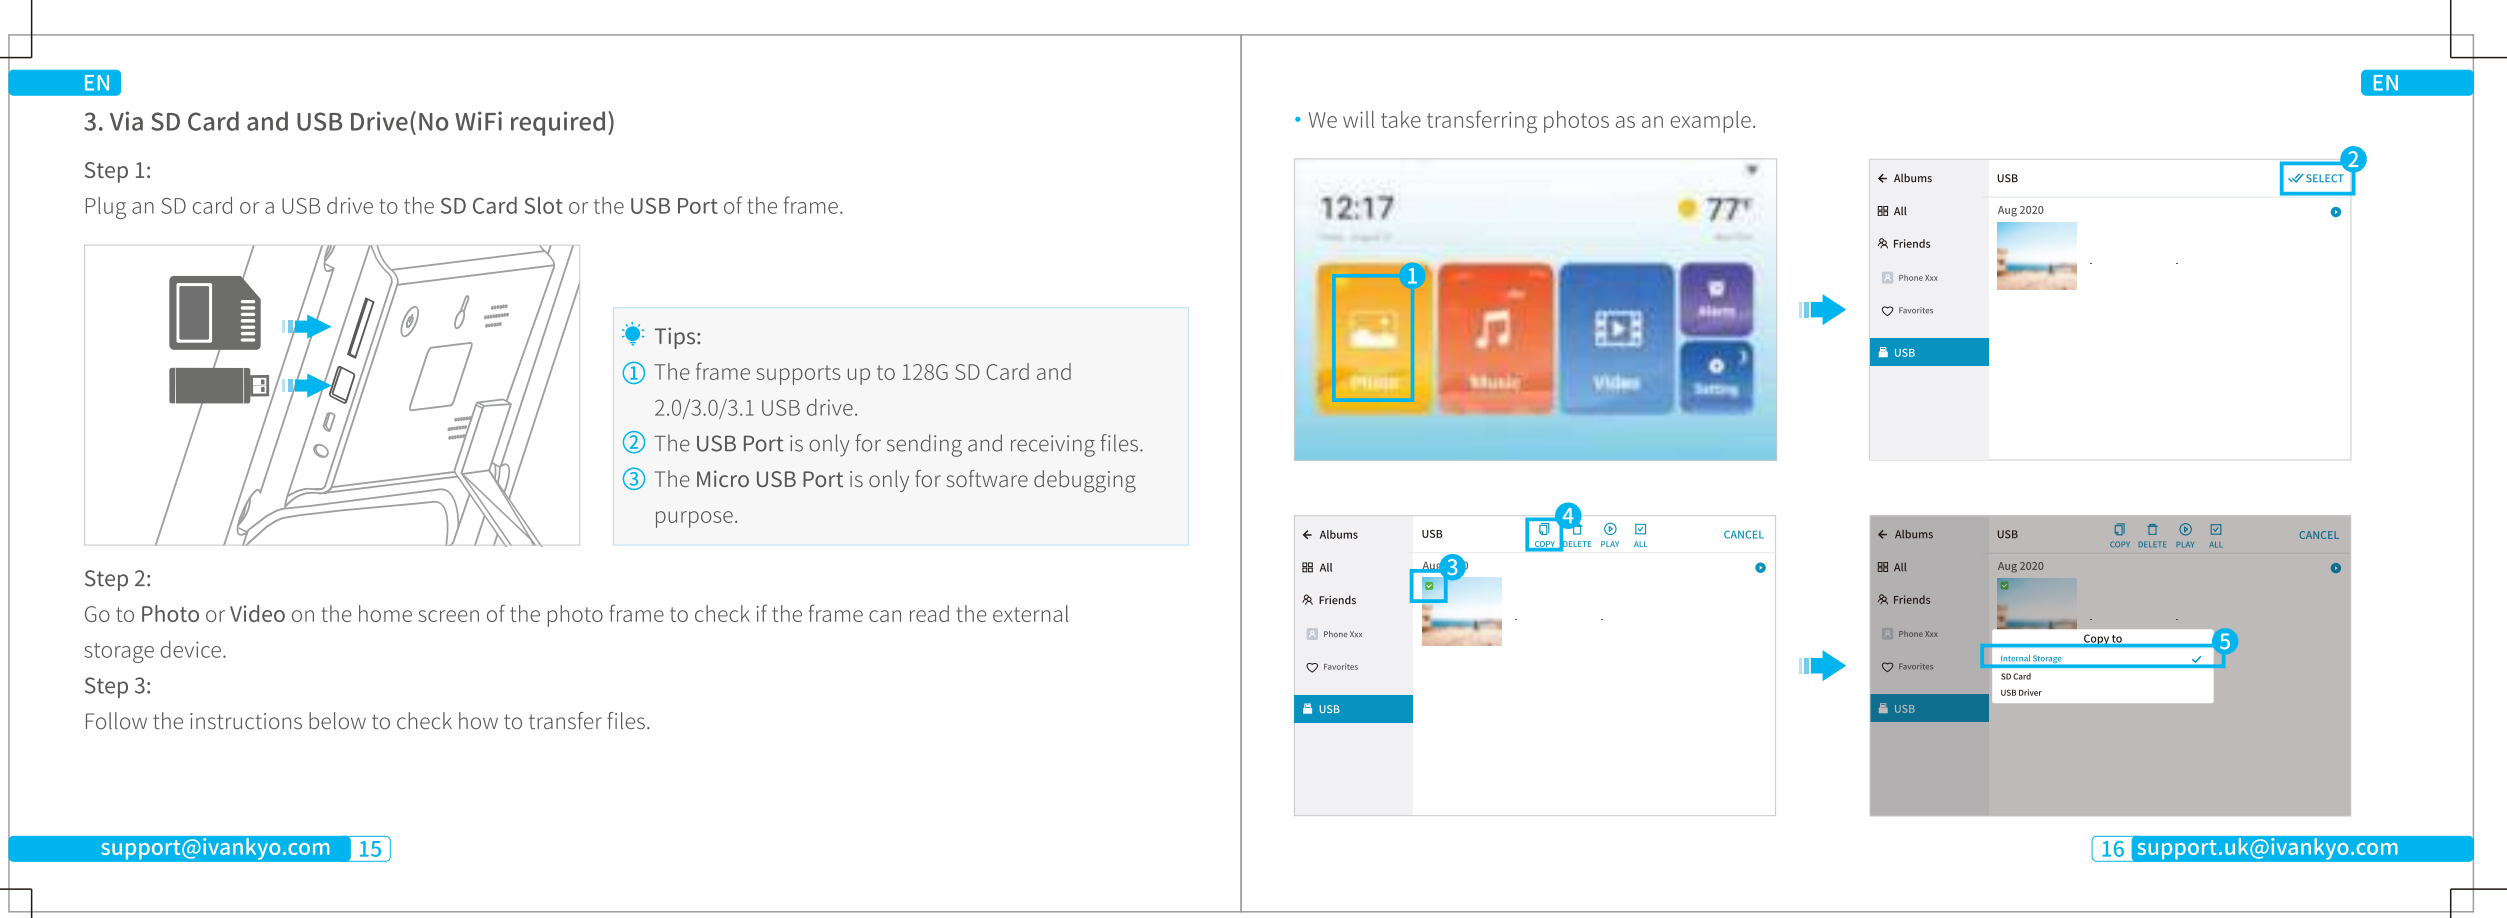 EN
3. Via SD Card and USB Drive(No WiFi required)
Step 1:
Plug an SD card or a USB drive to the SD Card Slot or the USB Port of the frame.
Tips:
① The frame supports up to 128G SD Card and
2.0/3.0/3.1 USB drive.
② The USB Port is only for sending and receiving files.
③ The Micro USB Port is only for software debugging
purpose.
Step 2:
Go to Photo or Video on the home screen of the photo frame to check if the frame can read the external
storage device.
Step 3:
Follow the instructions below to check how to transfer files.
support@ivankyo.com 15
EN
• We will take transferring photos as an example.
12:17
77°F
1
Photo
Music
Video
Alarm
Setting
2
Albums
USB
SELECT
All
Aug 2020
Friends
Phone Xxx
Favorites
USB
4
Albums
USB
COPY DELETE PLAY ALL
CANCEL
All
Aug
3
Friends
Phone Xxx
Favorites
USB
Albums
USB
COPY DELETE PLAY ALL
CANCEL
All
Aug 2020
Friends
Phone Xxx
Favorites
USB
Copy to
5
Internal Storage
SD Card
USB Driver
16 support.uk@ivankyo.com